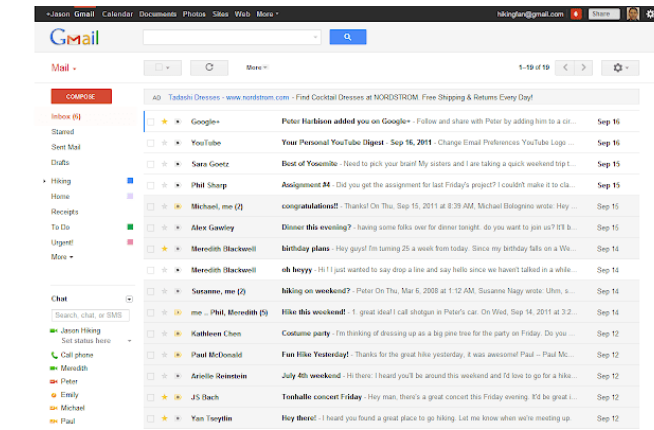 +Jason Gmail Calendar Documents Photos Sites Web More
hikingfan@gmail.com Share
Gmail
Mail
More
1–19 of 19
COMPOSE
AD Tadashi Dresses - www.nordstrom.com - Find Cocktail Dresses at NORDSTROM. Free Shipping & Returns Every Day!
Inbox (6)
Starred
Sent Mail
Drafts
Hiking
Home
Receipts
To Do
Urgent!
More
Google+ Peter Harbison added you on Google+ - Follow and share with Peter by adding him to a cir... Sep 16
YouTube Your Personal YouTube Digest - Sep 16, 2011 - Change Email Preferences YouTube Logo ... Sep 16
Sara Goetz Best of Yosemite - Need to pick your brain! My sisters and I are taking a quick weekend trip t... Sep 15
Phil Sharp Assignment #4 - Did you get the assignment for last Friday's project? I couldn't make it to cla... Sep 15
Michael, me (2) congratulations!! - Thanks! On Thu, Sep 15, 2011 at 8:39 AM, Michael Bolognino wrote: Hey ... Sep 15
Alex Gawley Dinner this evening? - having some folks over for dinner tonight. do you want to join us? It'll b... Sep 15
Meredith Blackwell birthday plans - Hey guys! I'm turning 25 a week from today. Since my birthday falls on a We... Sep 14
Meredith Blackwell oh heyyy - Hi! I just wanted to say drop a line and say hello since we haven't talked in a while... Sep 14
Susanne, me (2) hiking on weekend? - Peter On Thu, Mar 6, 2008 at 1:12 AM, Susanne Nagy wrote: Uhm, s... Sep 14
me .. Phil, Meredith (5) Hike this weekend! - 1. great idea! I call shotgun in Peter's car. On Wed, Sep 14, 2011 at 3:2... Sep 14
Kathleen Chen Costume party - I'm thinking of dressing up as a big pine tree for the party on Friday. Do you ... Sep 12
Paul McDonald Fun Hike Yesterday! - Thanks for the great hike yesterday, it was awesome! Paul -- Paul Mc... Sep 12
Arielle Reinstein July 4th weekend - Hi there: I heard you'll be around this weekend and I'd love to go for a hike... Sep 12
JS Bach Tonhalle concert Friday - Hey man, there's a great concert this Friday evening. It'd be great i... Sep 12
Yan Tseytlin Hey there! - I heard you found a great place to go hiking. Let me know when we're meeting up. Sep 12
Chat
Search, chat, or SMS
Jason Hiking
Set status here
Call phone
Meredith
Peter
Emily
Michael
Paul